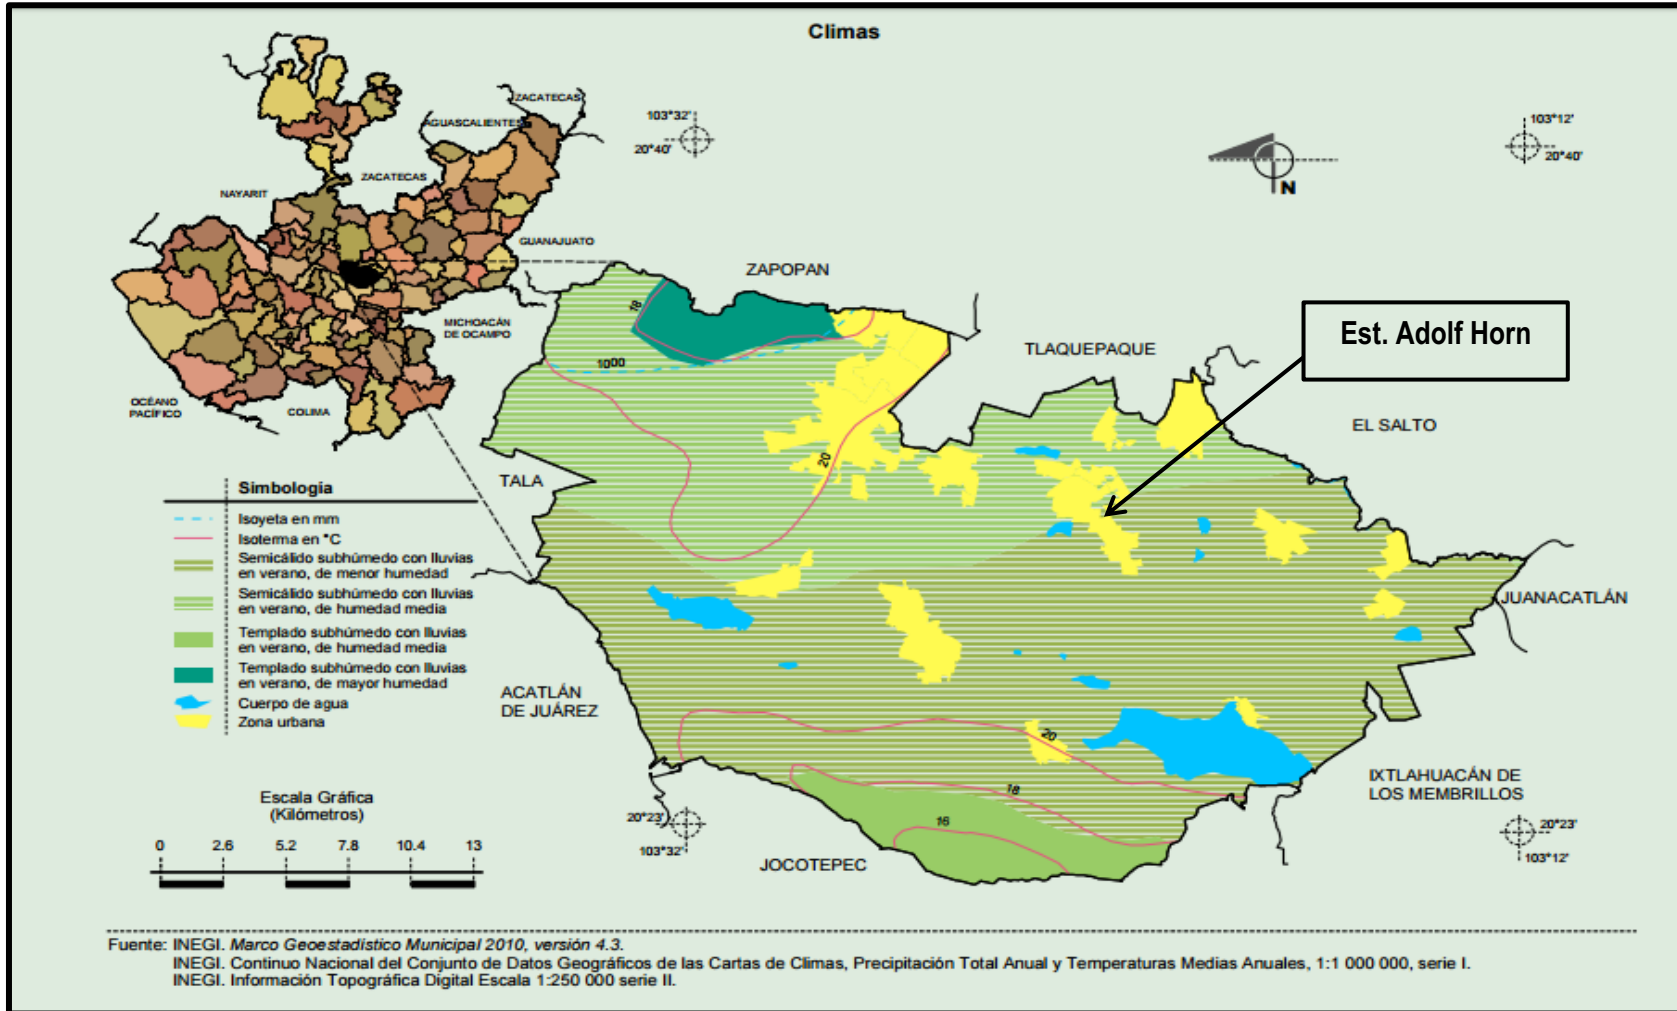 Climas
ZACATECAS
AGUASCALIENTES
ZACATECAS
NAYARIT
GUANAJUATO
MICHOACÁN
DE OCAMPO
OCÉANO
PACÍFICO
COLIMA
103°32'
20°40'
N
103°12'
20°40'
ZAPOPAN
18
1000
20
TLAQUEPAQUE
Est. Adolf Horn
EL SALTO
TALA
JUANACATLÁN
ACATLÁN
DE JUÁREZ
20
18
16
IXTLAHUACÁN DE
LOS MEMBRILLOS
JOCOTEPEC
20°23'
103°32'
20°23'
103°12'
Simbología
Isoyeta en mm
Isoterma en °C
Semicálido subhúmedo con lluvias
en verano, de menor humedad
Semicálido subhúmedo con lluvias
en verano, de humedad media
Templado subhúmedo con lluvias
en verano, de humedad media
Templado subhúmedo con lluvias
en verano, de mayor humedad
Cuerpo de agua
Zona urbana
Escala Gráfica
(Kilómetros)
0 2.6 5.2 7.8 10.4 13
Fuente: INEGI. Marco Geoestadístico Municipal 2010, versión 4.3.
INEGI. Continuo Nacional del Conjunto de Datos Geográficos de las Cartas de Climas, Precipitación Total Anual y Temperaturas Medias Anuales, 1:1 000 000, serie I.
INEGI. Información Topográfica Digital Escala 1:250 000 serie II.